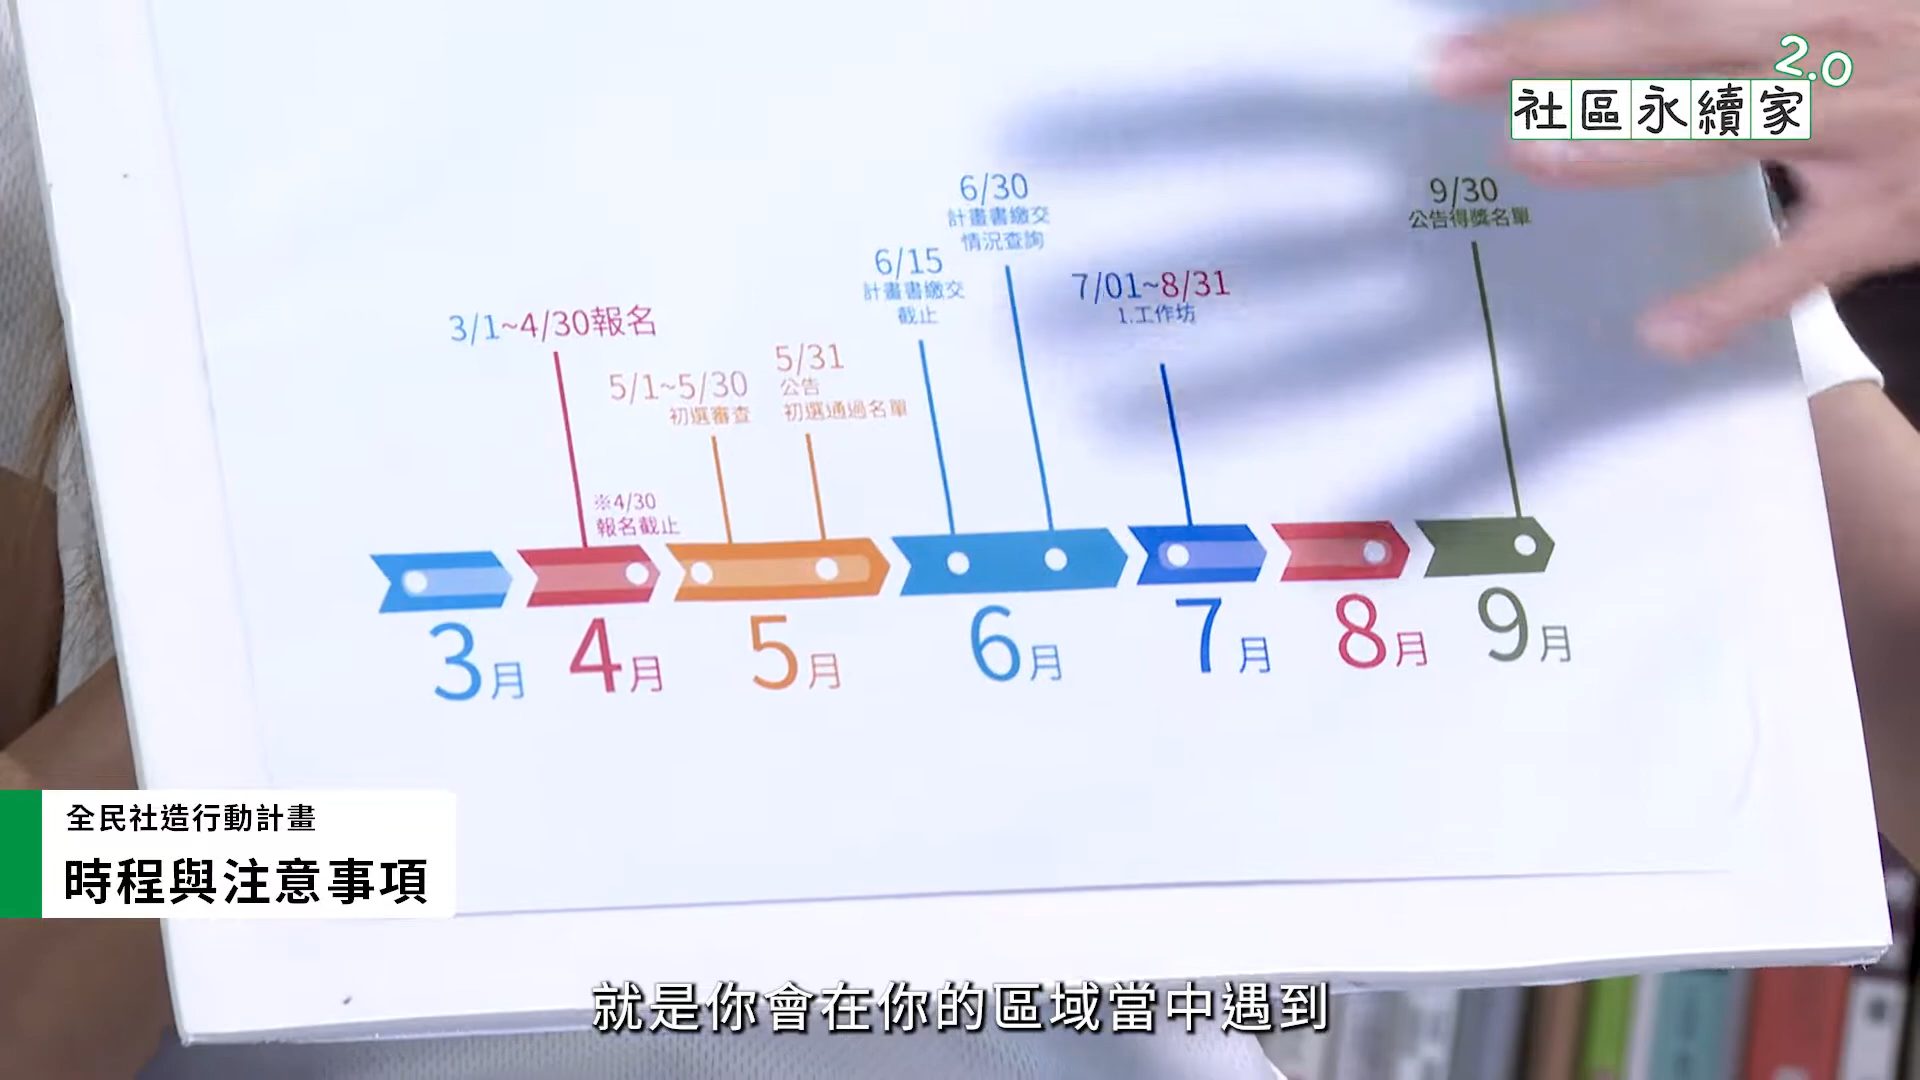 2.0
社區永續家
6/30
計畫書繳交
情況查詢
9/30
公告得獎名單
6/15
計畫書繳交
截止
7/01~8/31
1.工作坊
3/1~4/30報名
5/31
公告
初選通過名單
5/1~5/30
初選審查
※4/30
報名截止
3月
4月
5月
6月
7月
8月
9月
全民社造行動計畫
時程與注意事項
就是你會在你的區域當中遇到